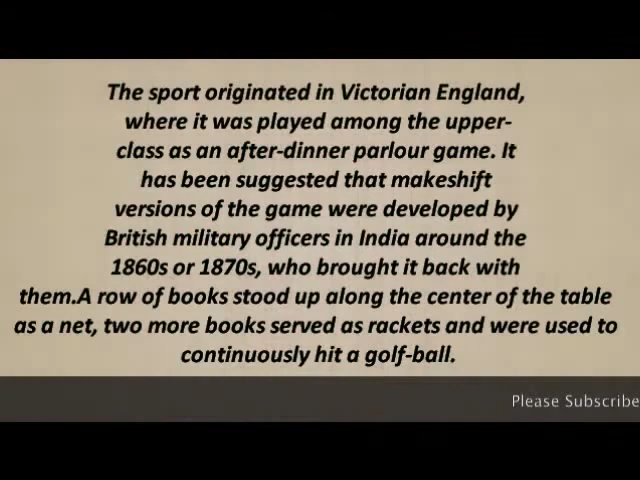 The sport originated in Victorian England,
where it was played among the upper-
class as an after-dinner parlour game. It
has been suggested that makeshift
versions of the game were developed by
British military officers in India around the
1860s or 1870s, who brought it back with
them.A row of books stood up along the center of the table
as a net, two more books served as rackets and were used to
continuously hit a golf-ball.
Please Subscribe